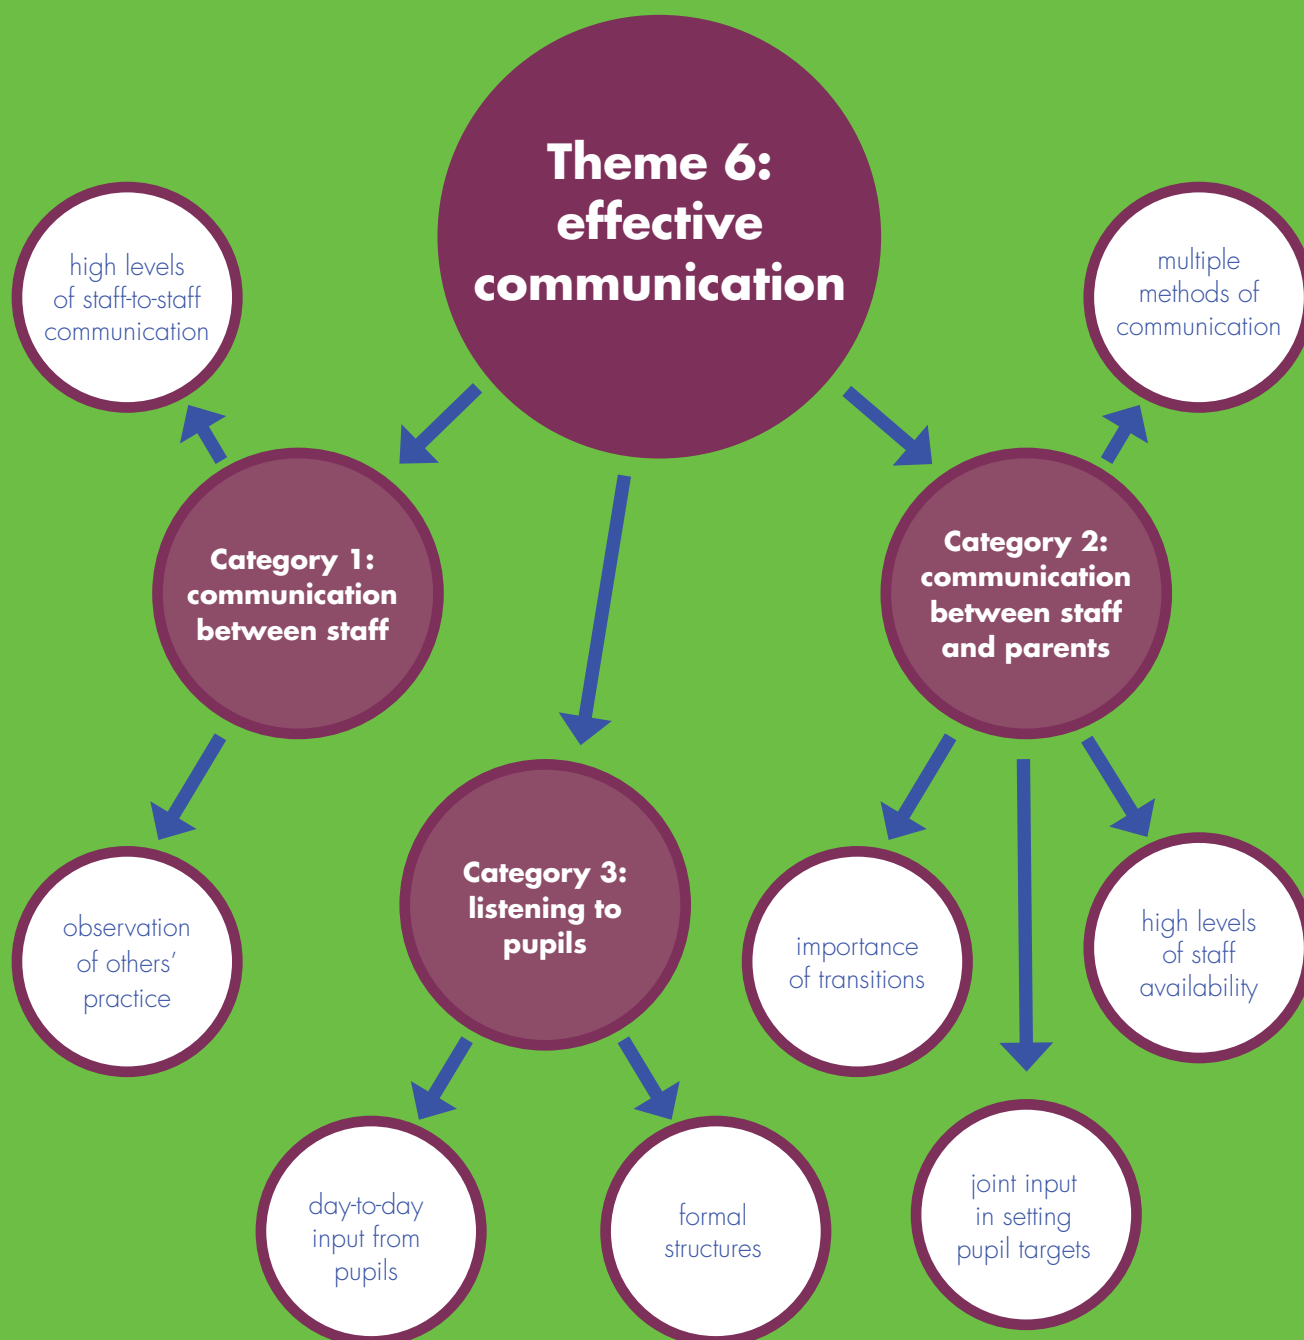 Theme 6:
effective
communication
high levels
of staff-to-staff
communication
multiple
methods of
communication
Category 1:
communication
between staff
Category 2:
communication
between staff
and parents
Category 3:
listening to
pupils
observation
of others’
practice
importance
of transitions
high levels
of staff
availability
day-to-day
input from
pupils
formal
structures
joint input
in setting
pupil targets